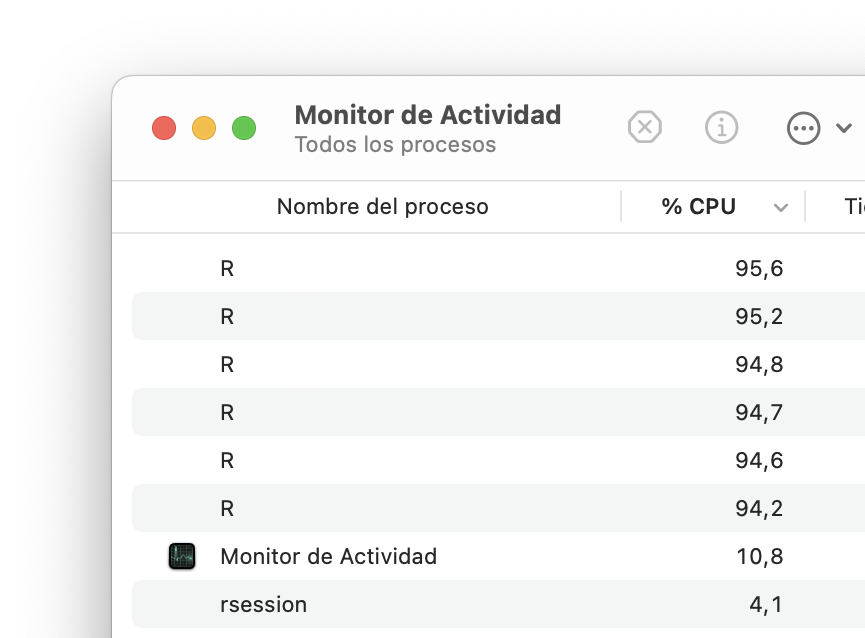 Monitor de Actividad
Todos los procesos
Nombre del proceso % CPU
R 95,6
R 95,2
R 94,8
R 94,7
R 94,6
R 94,2
Monitor de Actividad 10,8
rsession 4,1